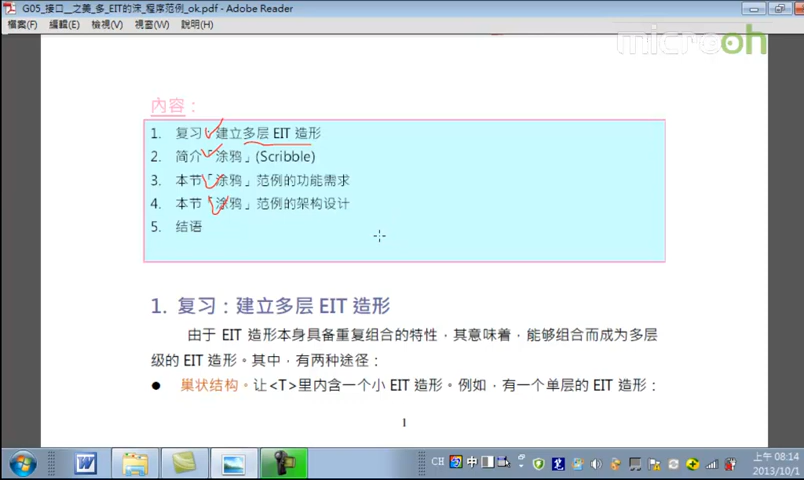 G05_接口__之美_多_EIT的涂_程序范例_ok.pdf - Adobe Reader
檔案(F) 編輯(E) 檢視(V) 視窗(W) 說明(H)
microoh
內容：
1. 复习：建立多层 EIT 造形
2. 简介「涂鸦」(Scribble)
3. 本节「涂鸦」范例的功能需求
4. 本节「涂鸦」范例的架构设计
5. 结语
1. 复习：建立多层 EIT 造形
由于 EIT 造形本身具备重复组合的特性，其意味着，能够组合而成为多层
级的 EIT 造形。其中，有两种途径：
● 巢状结构。让<T>里内含一个小 EIT 造形。例如，有一个单层的 EIT 造形：
1
CH 中
上午 08:14
2013/10/1